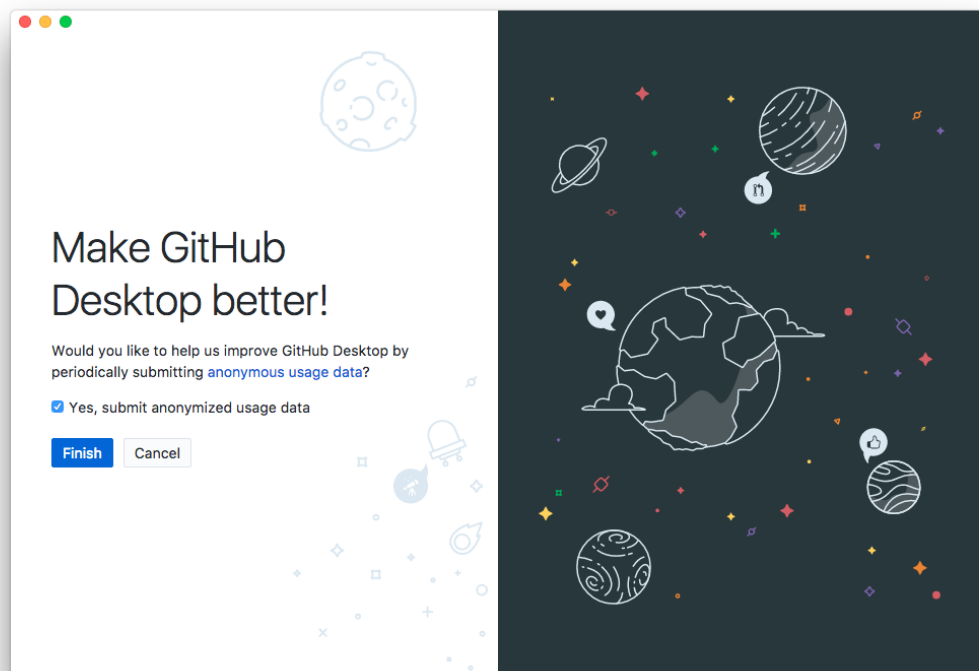 Make GitHub
Desktop better!
Would you like to help us improve GitHub Desktop by
periodically submitting anonymous usage data?
Yes, submit anonymized usage data
Finish
Cancel